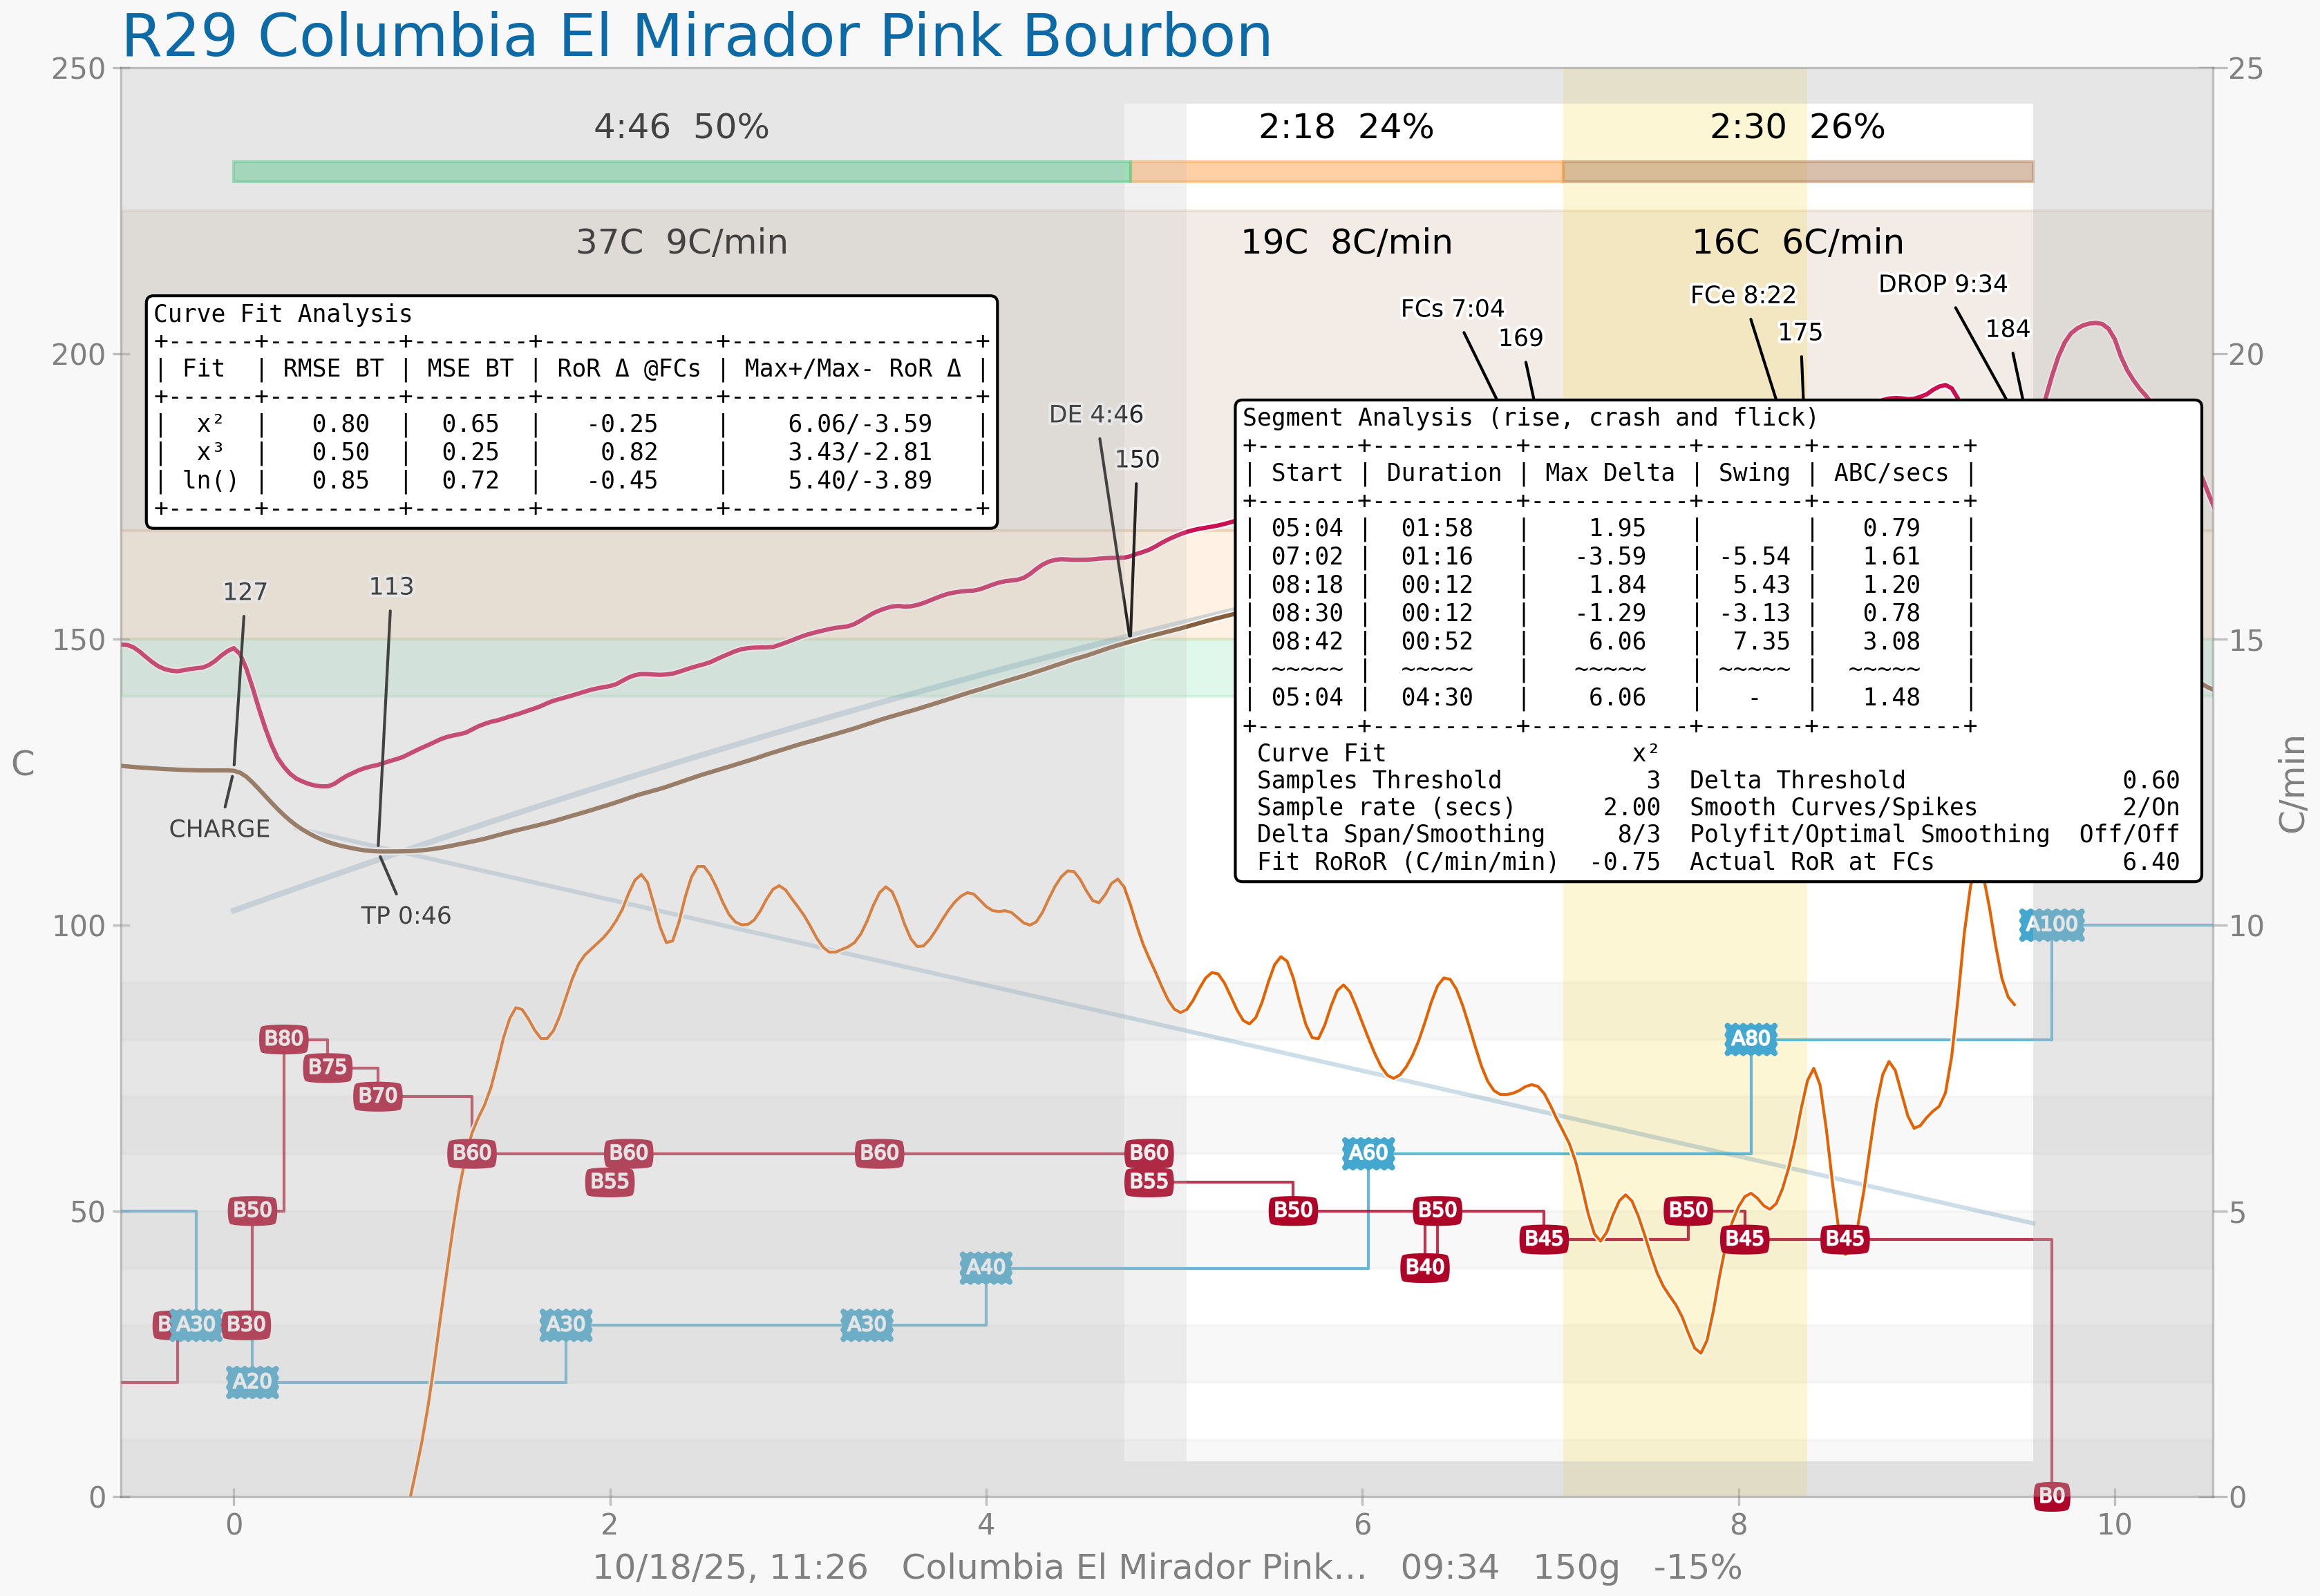 R29 Columbia El Mirador Pink Bourbon
250
25
4:46 50%
2:18 24%
2:30 26%
37C 9C/min
19C 8C/min
16C 6C/min
FCs 7:04
169
FCe 8:22
175
DROP 9:34
184
Curve Fit Analysis
+------+---------+--------+------------+------------------+
| Fit | RMSE BT | MSE BT | RoR Δ @FCs | Max+/Max- RoR Δ |
+------+---------+--------+------------+------------------+
| x² | 0.80 | 0.65 | -0.25 | 6.06/-3.59 |
| x³ | 0.50 | 0.25 | 0.82 | 3.43/-2.81 |
| ln() | 0.85 | 0.72 | -0.45 | 5.40/-3.89 |
+------+---------+--------+------------+------------------+
200
20
DE 4:46
150
Segment Analysis (rise, crash and flick)
+-------+----------+-----------+-------+----------+
| Start | Duration | Max Delta | Swing | ABC/secs |
+-------+----------+-----------+-------+----------+
| 05:04 | 01:58 | 1.95 | | 0.79 |
| 07:02 | 01:16 | -3.59 | -5.54 | 1.61 |
| 08:18 | 00:12 | 1.84 | 5.43 | 1.20 |
| 08:30 | 00:12 | -1.29 | -3.13 | 0.78 |
| 08:42 | 00:52 | 6.06 | 7.35 | 3.08 |
| ~~~~~ | ~~~~~ | ~~~~~ | ~~~~~ | ~~~~~ |
| 05:04 | 04:30 | 6.06 | - | 1.48 |
+-------+----------+-----------+-------+----------+
Curve Fit x²
Samples Threshold 3 Delta Threshold 0.60
Sample rate (secs) 2.00 Smooth Curves/Spikes 2/On
Delta Span/Smoothing 8/3 Polyfit/Optimal Smoothing Off/Off
Fit RoRoR (C/min/min) -0.75 Actual RoR at FCs 6.40
127
113
150
15
C
C/min
CHARGE
TP 0:46
100
10
A100
B80
B75
B70
A80
B60
B60
B60
B60
A60
B55
B55
50
5
B50
B50
B50
B50
B45
B45
B45
A40
B40
B
A30
B30
A30
A30
A20
B0
0
0
0
2
4
6
8
10
10/18/25, 11:26 Columbia El Mirador Pink... 09:34 150g -15%